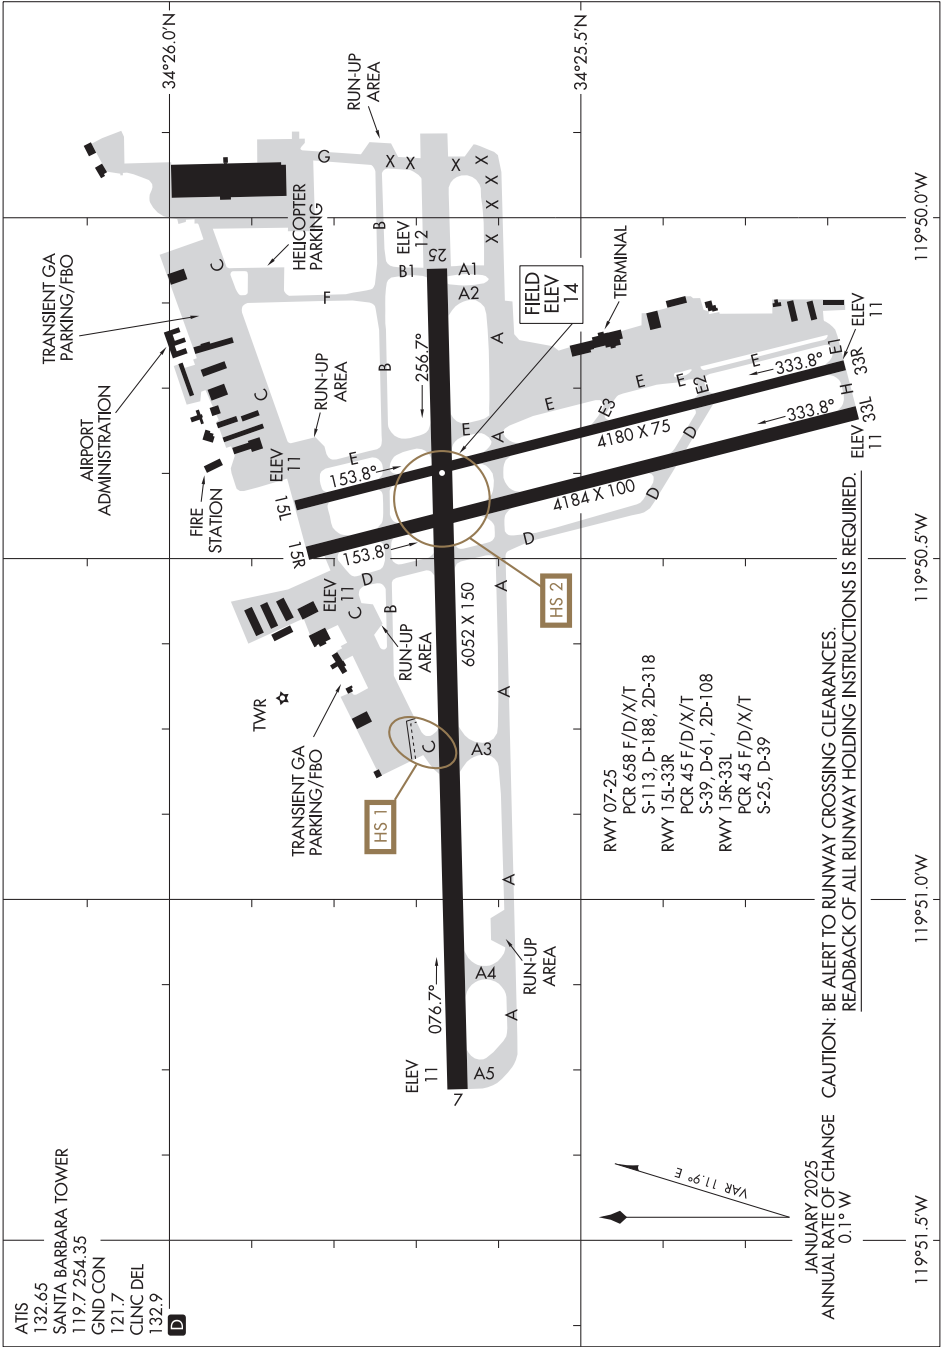 ATIS
132.65
SANTA BARBARA TOWER
119.7 254.35
GND CON
121.7
CLNC DEL
132.9
D
34°26.0'N
34°25.5'N
119°50.0'W
119°50.5'W
119°51.0'W
119°51.5'W
JANUARY 2025
ANNUAL RATE OF CHANGE
0.1° W
VAR 11.9° E
CAUTION: BE ALERT TO RUNWAY CROSSING CLEARANCES.
READBACK OF ALL RUNWAY HOLDING INSTRUCTIONS IS REQUIRED.
RWY 07-25
PCR 658 F/D/X/T
S-113, D-188, 2D-318
RWY 15L-33R
PCR 45 F/D/X/T
S-39, D-61, 2D-108
RWY 15R-33L
PCR 45 F/D/X/T
S-25, D-39
ELEV
11
7
076.7°
A5
A4
A
A
RUN-UP
AREA
A3
A
A
6052 X 150
HS 1
C
TRANSIENT GA
PARKING/FBO
TWR
RUN-UP
AREA
B
C
D
ELEV
11
15R
153.8°
HS 2
D
D
D
4184 X 100
333.8°
33L
ELEV
11
15L
ELEV
11
153.8°
E
E
A
E
E3
E
E
E2
E
E1
H
4180 X 75
333.8°
33R
ELEV
11
FIRE
STATION
AIRPORT
ADMINISTRATION
TRANSIENT GA
PARKING/FBO
C
C
RUN-UP
AREA
F
HELICOPTER
PARKING
G
RUN-UP
AREA
B
B
B1
ELEV
12
25
256.7°
A1
A2
A
FIELD
ELEV
14
TERMINAL
X
X
X
X
X
X
X